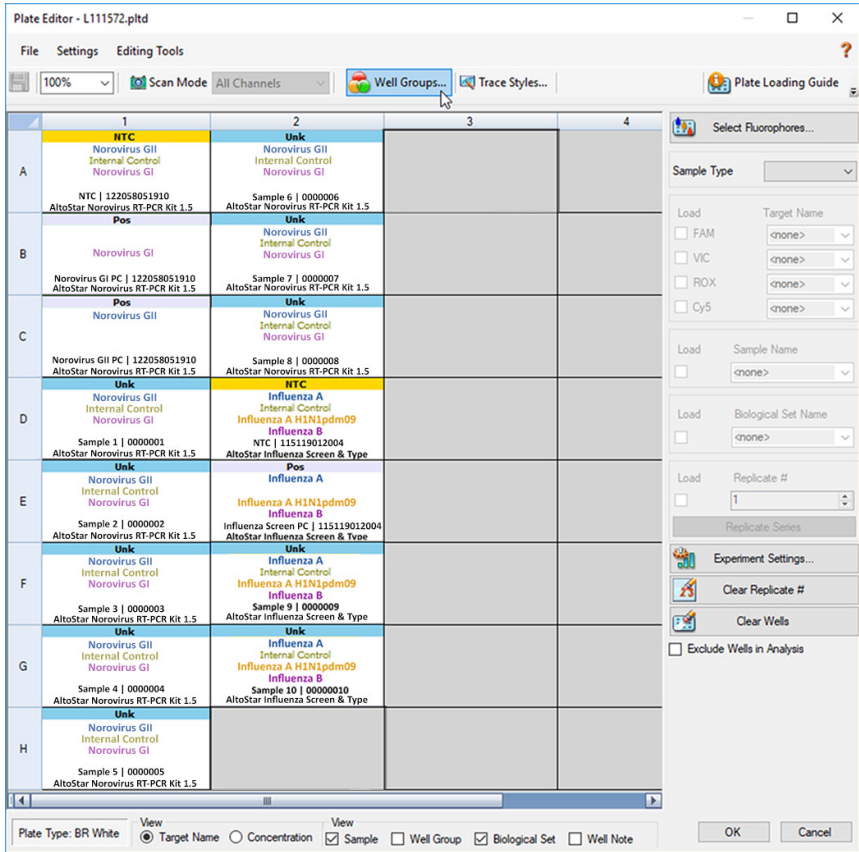 Plate Editor - L111572.pltd
File Settings Editing Tools
?
100% Scan Mode All Channels Well Groups... Trace Styles... Plate Loading Guide
1 2 3 4
A
NTC
Norovirus GII
Internal Control
Norovirus GI
NTC | 122058051910
AltoStar Norovirus RT-PCR Kit 1.5
Unk
Norovirus GII
Internal Control
Norovirus GI
Sample 6 | 0000006
AltoStar Norovirus RT-PCR Kit 1.5
B
Pos
Norovirus GI
Norovirus GI PC | 122058051910
AltoStar Norovirus RT-PCR Kit 1.5
Unk
Norovirus GII
Internal Control
Norovirus GI
Sample 7 | 0000007
AltoStar Norovirus RT-PCR Kit 1.5
C
Pos
Norovirus GII
Norovirus GII PC | 122058051910
AltoStar Norovirus RT-PCR Kit 1.5
Unk
Norovirus GII
Internal Control
Norovirus GI
Sample 8 | 0000008
AltoStar Norovirus RT-PCR Kit 1.5
D
Unk
Norovirus GII
Internal Control
Norovirus GI
Sample 1 | 0000001
AltoStar Norovirus RT-PCR Kit 1.5
NTC
Influenza A
Internal Control
Influenza A H1N1pdm09
Influenza B
NTC | 115119012004
AltoStar Influenza Screen & Type
E
Unk
Norovirus GII
Internal Control
Norovirus GI
Sample 2 | 0000002
AltoStar Norovirus RT-PCR Kit 1.5
Pos
Influenza A
Influenza A H1N1pdm09
Influenza B
Influenza Screen PC | 115119012004
AltoStar Influenza Screen & Type
F
Unk
Norovirus GII
Internal Control
Norovirus GI
Sample 3 | 0000003
AltoStar Norovirus RT-PCR Kit 1.5
Unk
Influenza A
Internal Control
Influenza A H1N1pdm09
Influenza B
Sample 9 | 0000009
AltoStar Influenza Screen & Type
G
Unk
Norovirus GII
Internal Control
Norovirus GI
Sample 4 | 0000004
AltoStar Norovirus RT-PCR Kit 1.5
Unk
Influenza A
Internal Control
Influenza A H1N1pdm09
Influenza B
Sample 10 | 00000010
AltoStar Influenza Screen & Type
H
Unk
Norovirus GII
Internal Control
Norovirus GI
Sample 5 | 0000005
AltoStar Norovirus RT-PCR Kit 1.5
Select Fluorophores...
Sample Type
Load Target Name
FAM <none>
VIC <none>
ROX <none>
Cy5 <none>
Load Sample Name
<none>
Load Biological Set Name
<none>
Load Replicate #
1
Replicate Series
Experiment Settings...
Clear Replicate #
Clear Wells
Exclude Wells in Analysis
Plate Type: BR White
View
Target Name Concentration
View
Sample Well Group Biological Set Well Note
OK Cancel